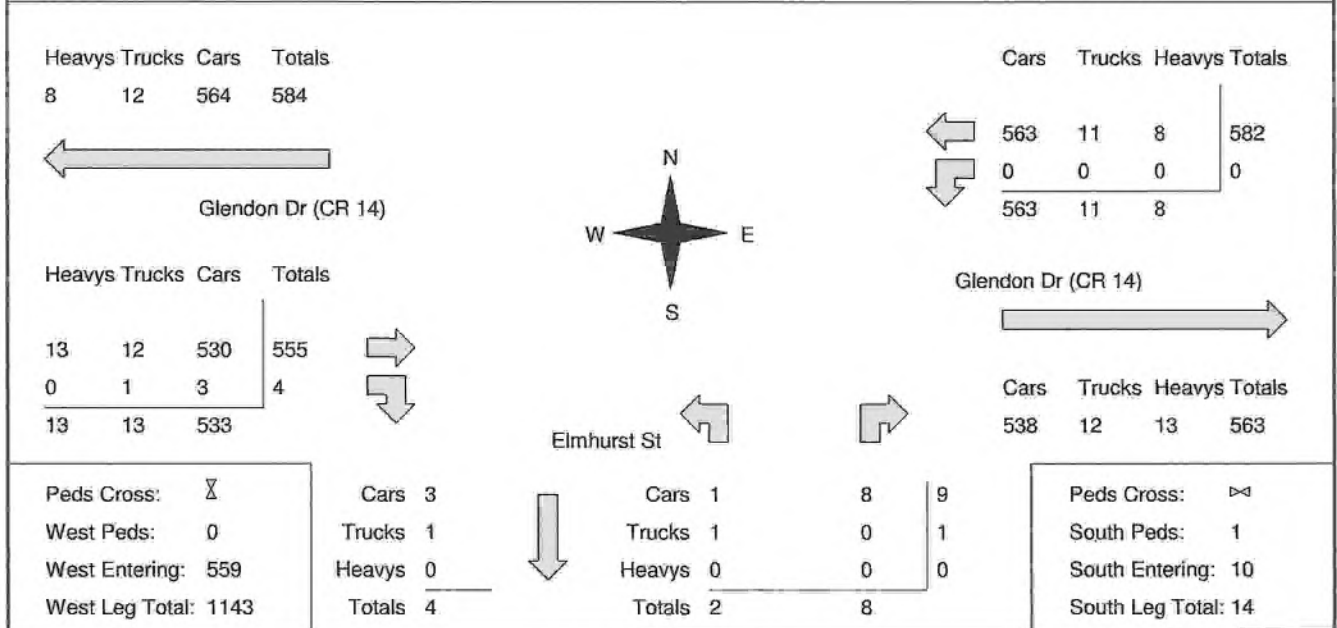 Heavys Trucks Cars Totals
8 12 564 584
Cars Trucks Heavys Totals
563 11 8 582
0 0 0 0
563 11 8
N
W E
S
Glendon Dr (CR 14)
Glendon Dr (CR 14)
Heavys Trucks Cars Totals
13 12 530 555
0 1 3 4
13 13 533
Cars Trucks Heavys Totals
538 12 13 563
Elmhurst St
Peds Cross:
West Peds: 0
West Entering: 559
West Leg Total: 1143
Cars 3
Trucks 1
Heavys 0
Totals 4
Cars 1 8 9
Trucks 1 0 1
Heavys 0 0 0
Totals 2 8
Peds Cross:
South Peds: 1
South Entering: 10
South Leg Total: 14